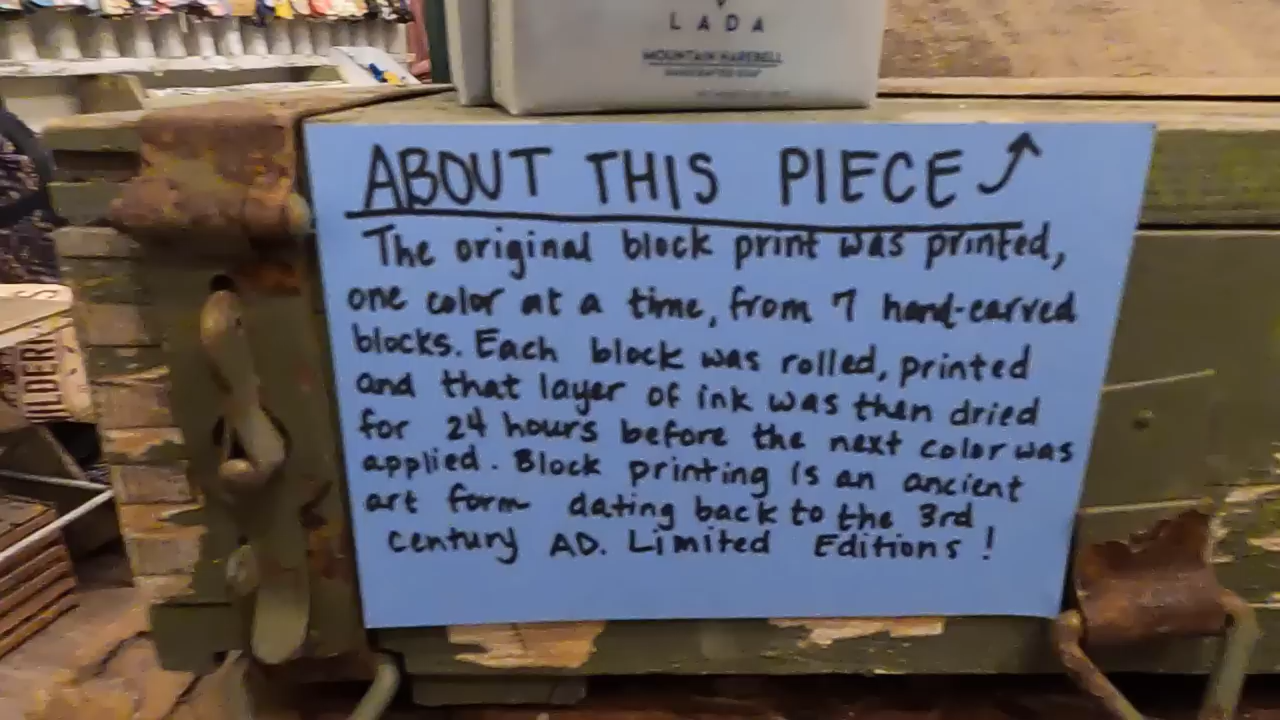 LADA
MOUNTAIN HAREBELL
HANDCRAFTED SOAP
ABOUT THIS PIECE
The original block print was printed,
one color at a time, from 7 hand-carved
blocks. Each block was rolled, printed
and that layer of ink was then dried
for 24 hours before the next color was
applied. Block printing is an ancient
art form dating back to the 3rd
century AD. Limited Editions!
ILDERN